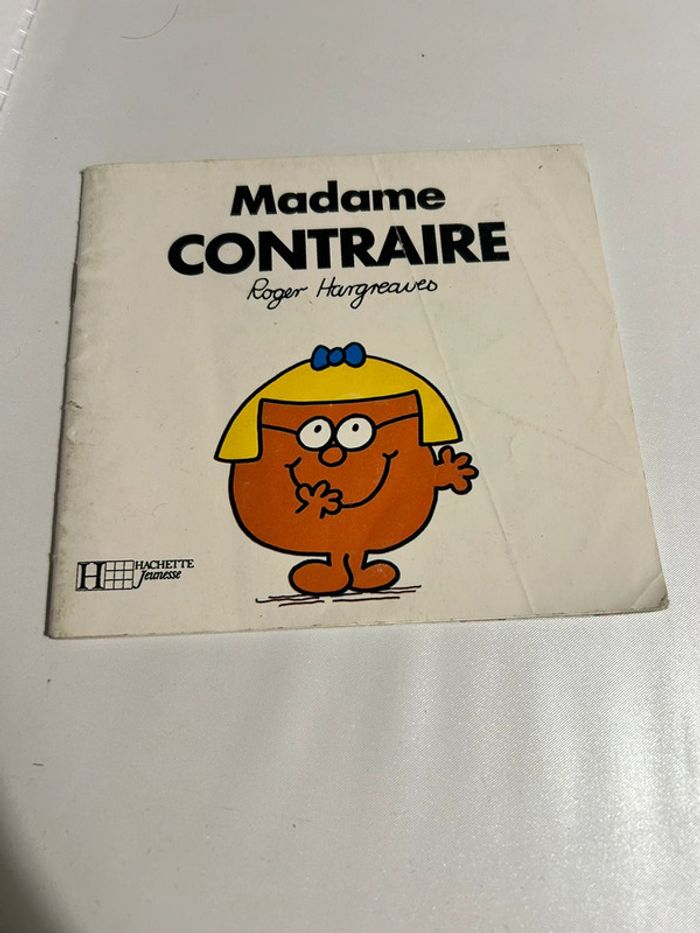 Madame
CONTRAIRE
Roger Hargreaves
H HACHETTE
Jeunesse